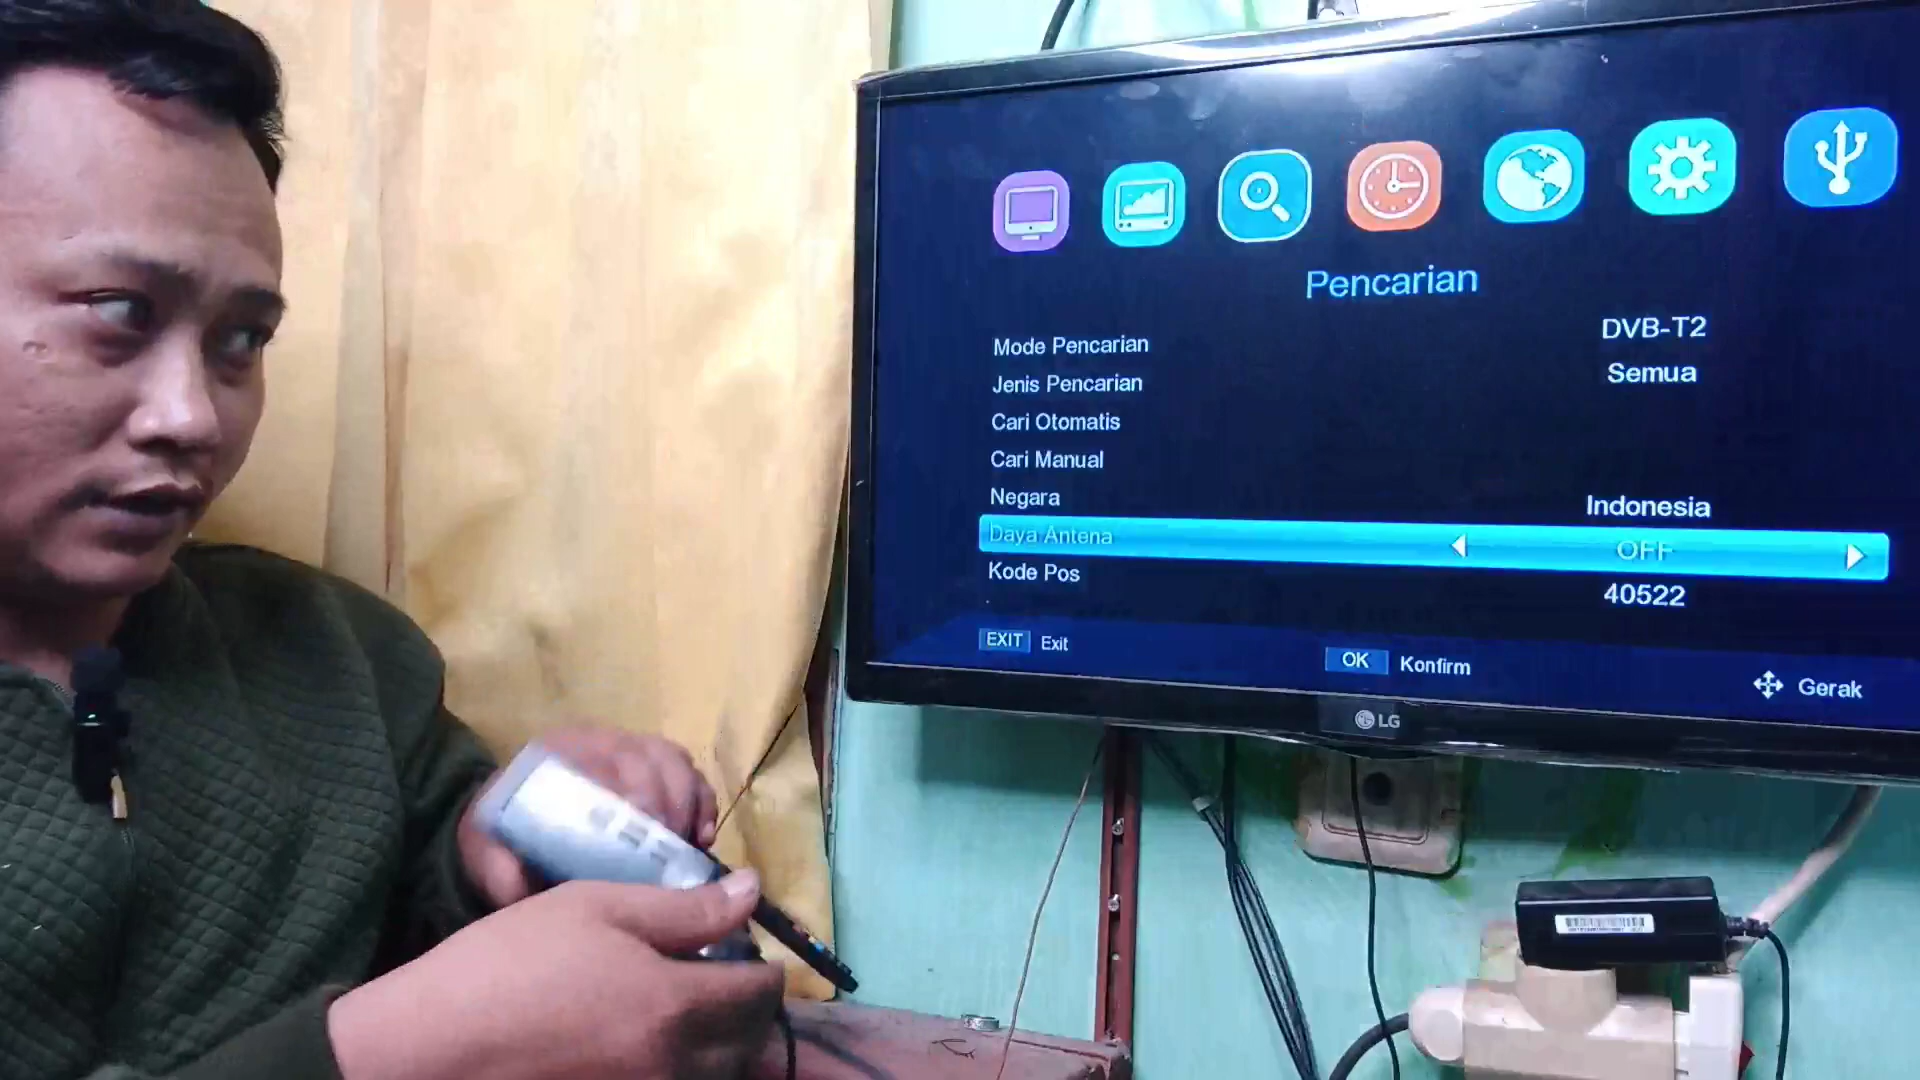 Pencarian
Mode Pencarian DVB-T2
Jenis Pencarian Semua
Cari Otomatis
Cari Manual
Negara Indonesia
Daya Antena OFF
Kode Pos 40522
EXIT Exit OK Konfirm Gerak
LG